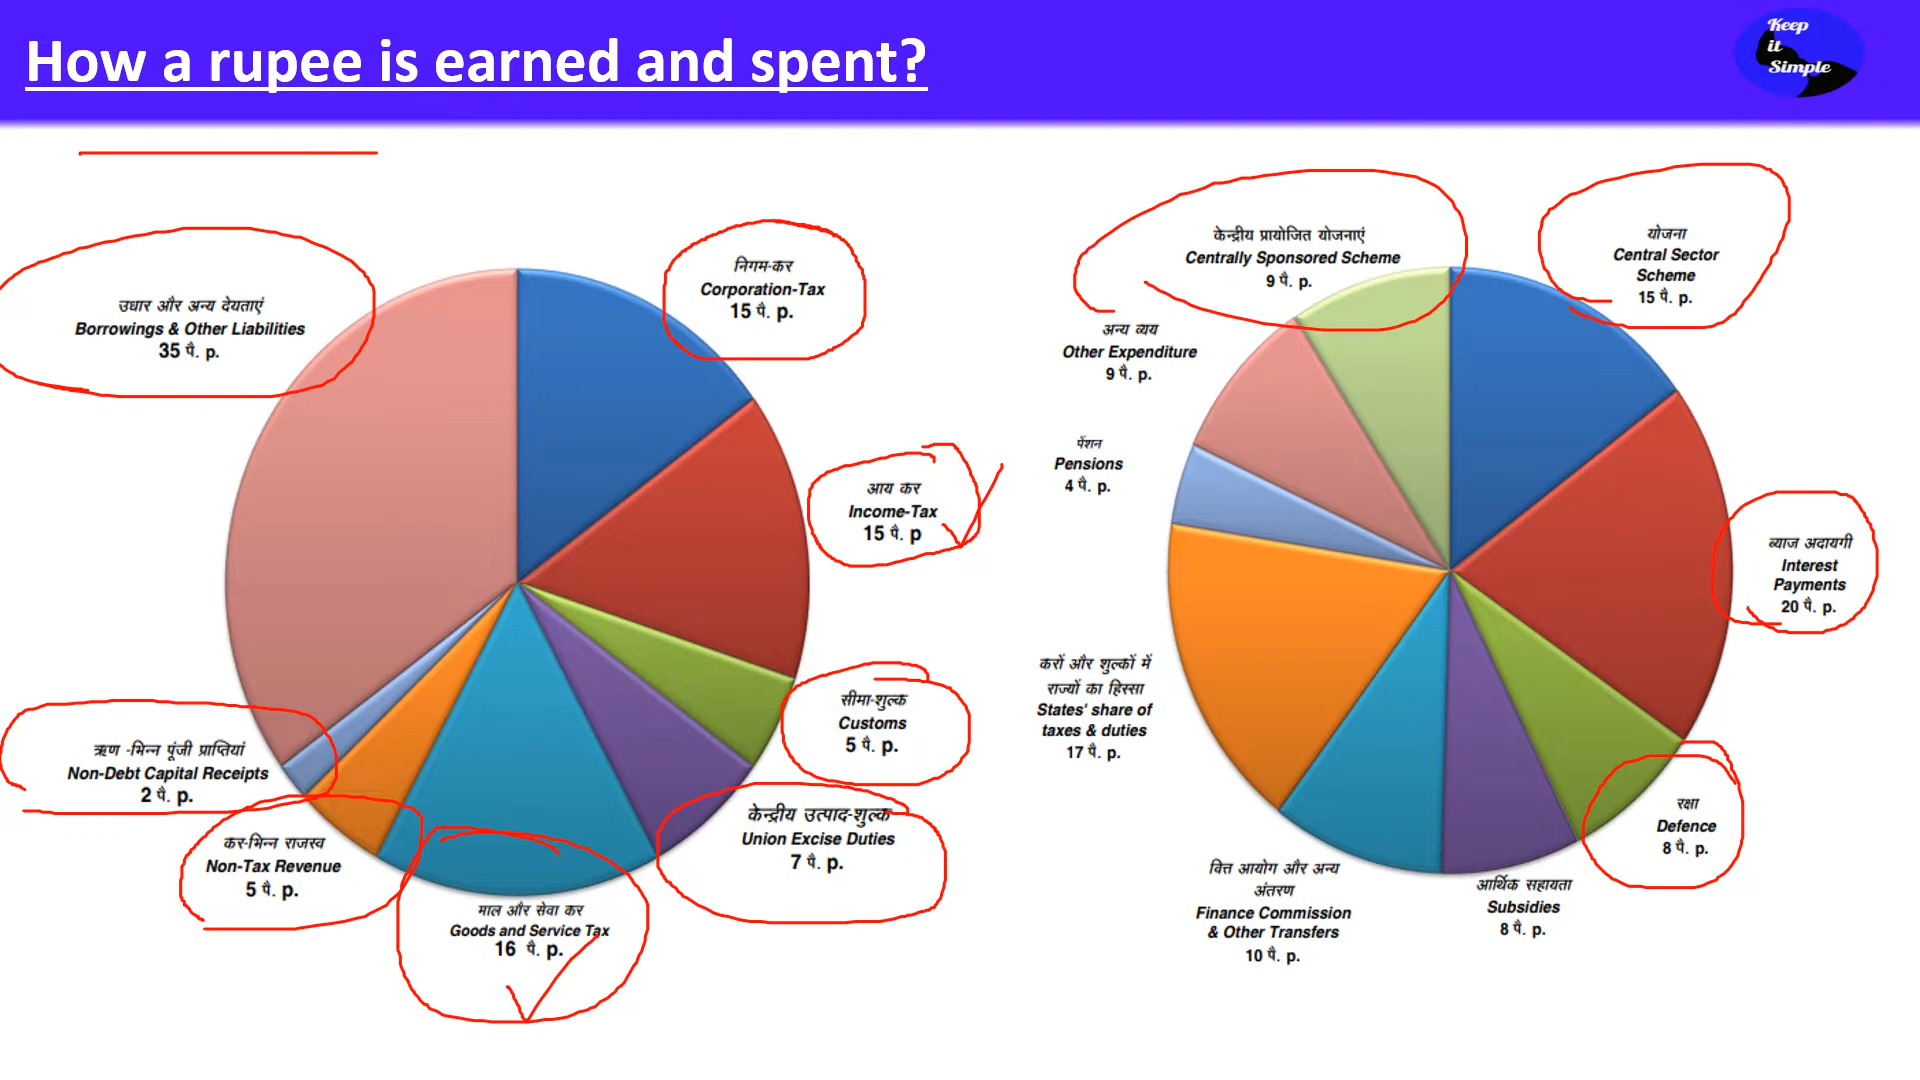 How a rupee is earned and spent?
Keep
it
Simple
उधार और अन्य देयताएं
Borrowings & Other Liabilities
35 पै. p.
निगम-कर
Corporation-Tax
15 पै. p.
आय कर
Income-Tax
15 पै. p
सीमा-शुल्क
Customs
5 पै. p.
केन्द्रीय उत्पाद-शुल्क
Union Excise Duties
7 पै. p.
माल और सेवा कर
Goods and Service Tax
16 पै. p.
कर-भिन्न राजस्व
Non-Tax Revenue
5 पै. p.
ऋण -भिन्न पूंजी प्राप्तियां
Non-Debt Capital Receipts
2 पै. p.
केन्द्रीय प्रायोजित योजनाएं
Centrally Sponsored Scheme
9 पै. p.
योजना
Central Sector
Scheme
15 पै. p.
ब्याज अदायगी
Interest
Payments
20 पै. p.
रक्षा
Defence
8 पै. p.
आर्थिक सहायता
Subsidies
8 पै. p.
वित्त आयोग और अन्य
अंतरण
Finance Commission
& Other Transfers
10 पै. p.
करों और शुल्कों में
राज्यों का हिस्सा
States' share of
taxes & duties
17 पै. p.
पेंशन
Pensions
4 पै. p.
अन्य व्यय
Other Expenditure
9 पै. p.